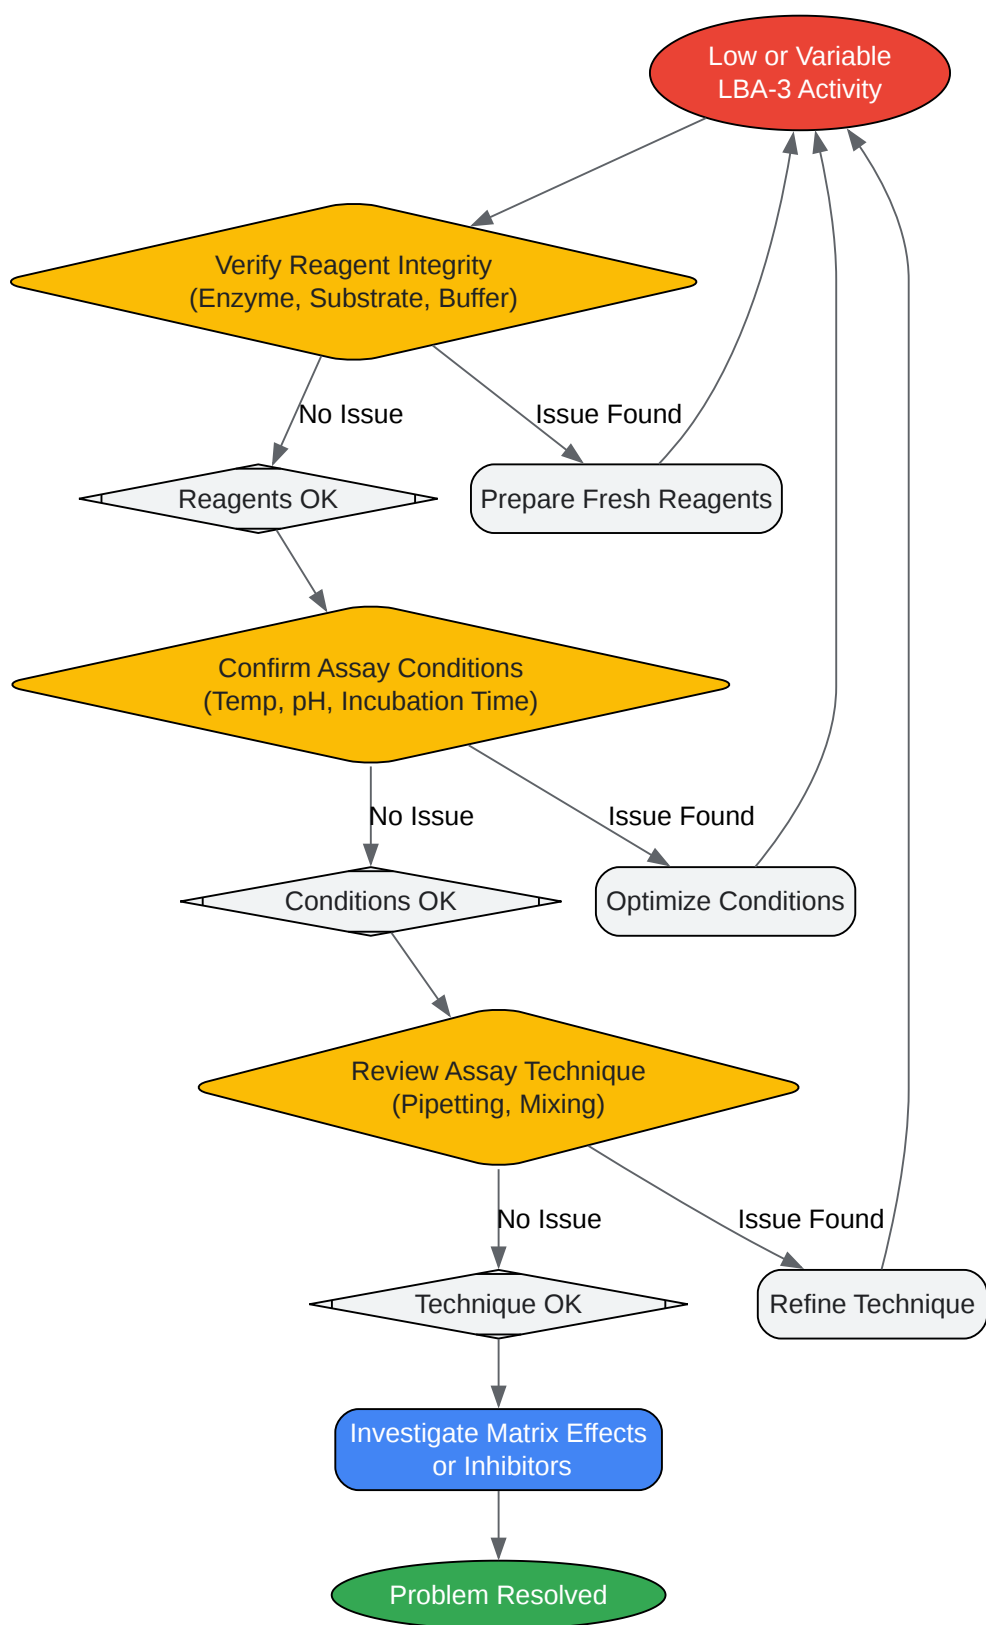 Low or Variable
LBA-3 Activity
Verify Reagent Integrity
(Enzyme, Substrate, Buffer)
No Issue
Issue Found
Reagents OK
Prepare Fresh Reagents
Confirm Assay Conditions
(Temp, pH, Incubation Time)
No Issue
Issue Found
Conditions OK
Optimize Conditions
Review Assay Technique
(Pipetting, Mixing)
No Issue
Issue Found
Technique OK
Refine Technique
Investigate Matrix Effects
or Inhibitors
Problem Resolved